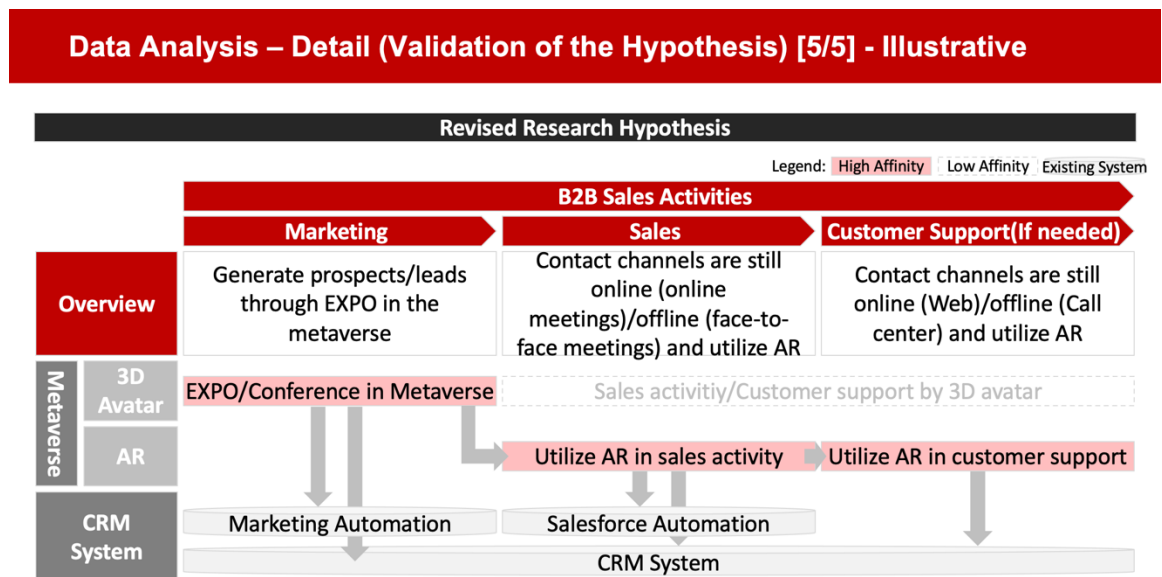 Data Analysis – Detail (Validation of the Hypothesis) [5/5] - Illustrative
Revised Research Hypothesis
Legend: High Affinity Low Affinity Existing System
B2B Sales Activities
Marketing
Sales
Customer Support(If needed)
Overview
Generate prospects/leads
through EXPO in the
metaverse
Contact channels are still
online (online
meetings)/offline (face-to-
face meetings) and utilize AR
Contact channels are still
online (Web)/offline (Call
center) and utilize AR
Metaverse
3D
Avatar
EXPO/Conference in Metaverse
Sales activitiy/Customer support by 3D avatar
AR
Utilize AR in sales activity
Utilize AR in customer support
CRM
System
Marketing Automation
Salesforce Automation
CRM System